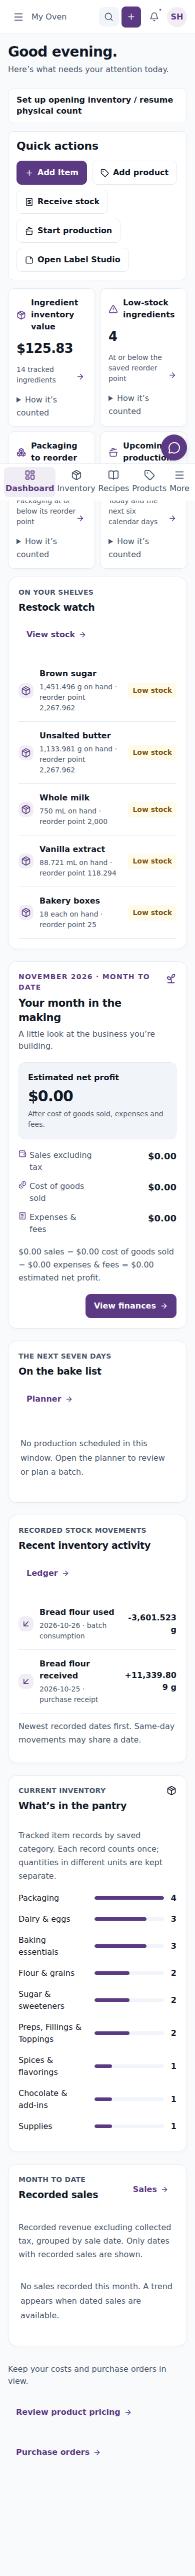 My Oven
SH
Good evening.
Here's what needs your attention today.
Set up opening inventory / resume
physical count
Quick actions
Add Item
Add product
Receive stock
Start production
Open Label Studio
Ingredient
inventory
value
$125.83
14 tracked
ingredients
How it's
counted
Low-stock
ingredients
4
At or below the
saved reorder
point
How it's
counted
Packaging
to reorder
Upcoming
production
Dashboard
Inventory
Recipes
Products
More
Packaging at or
below its reorder
point
How it's
counted
Today and the
next six
calendar days
How it's
counted
ON YOUR SHELVES
Restock watch
View stock
Brown sugar
1,451.496 g on hand ·
reorder point
2,267.962
Low stock
Unsalted butter
1,133.981 g on hand ·
reorder point
2,267.962
Low stock
Whole milk
750 mL on hand ·
reorder point 2,000
Low stock
Vanilla extract
88.721 mL on hand ·
reorder point 118.294
Low stock
Bakery boxes
18 each on hand ·
reorder point 25
Low stock
NOVEMBER 2026 · MONTH TO
DATE
Your month in the
making
A little look at the business you're
building.
Estimated net profit
$0.00
After cost of goods sold, expenses and
fees.
Sales excluding
tax
$0.00
Cost of goods
sold
$0.00
Expenses &
fees
$0.00
$0.00 sales − $0.00 cost of goods sold
− $0.00 expenses & fees = $0.00
estimated net profit.
View finances
THE NEXT SEVEN DAYS
On the bake list
Planner
No production scheduled in this
window. Open the planner to review
or plan a batch.
RECORDED STOCK MOVEMENTS
Recent inventory activity
Ledger
Bread flour used
2026-10-26 · batch
consumption
-3,601.523
g
Bread flour
received
2026-10-25 ·
purchase receipt
+11,339.80
9 g
Newest recorded dates first. Same-day
movements may share a date.
CURRENT INVENTORY
What's in the pantry
Tracked item records by saved
category. Each record counts once;
quantities in different units are kept
separate.
Packaging
4
Dairy & eggs
3
Baking
essentials
3
Flour & grains
2
Sugar &
sweeteners
2
Preps, Fillings &
Toppings
2
Spices &
flavorings
1
Chocolate &
add-ins
1
Supplies
1
MONTH TO DATE
Recorded sales
Sales
Recorded revenue excluding collected
tax, grouped by sale date. Only dates
with recorded sales are shown.
No sales recorded this month. A trend
appears when dated sales are
available.
Keep your costs and purchase orders in
view.
Review product pricing
Purchase orders